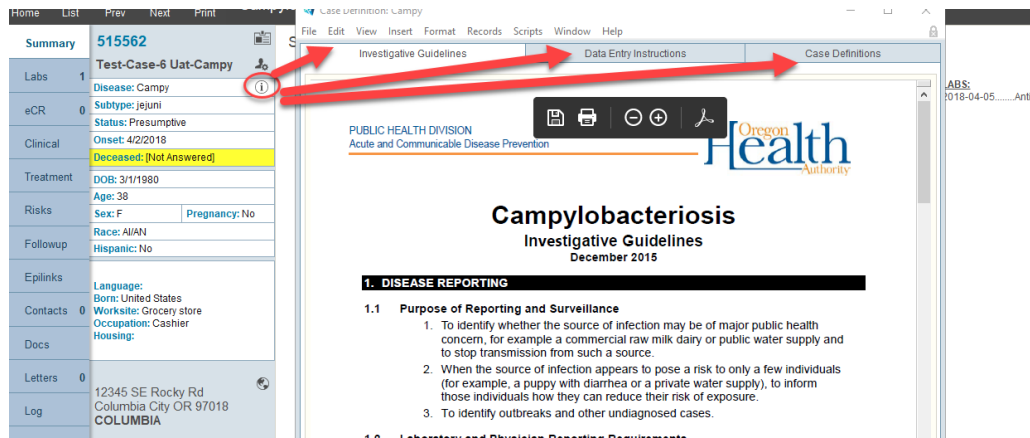 Home List Prev Next Print
Case Definition: Campy
File Edit View Insert Format Records Scripts Window Help
Investigative Guidelines Data Entry Instructions Case Definitions
Summary
Labs 1
eCR 0
Clinical
Treatment
Risks
Followup
Epilinks
Contacts 0
Docs
Letters 0
Log
515562
Test-Case-6 Uat-Campy
Disease: Campy
Subtype: jejuni
Status: Presumptive
Onset: 4/2/2018
Deceased: [Not Answered]
DOB: 3/1/1980
Age: 38
Sex: F Pregnancy: No
Race: AI/AN
Hispanic: No
Language:
Born: United States
Worksite: Grocery store
Occupation: Cashier
Housing:
12345 SE Rocky Rd
Columbia City OR 97018
COLUMBIA
PUBLIC HEALTH DIVISION
Acute and Communicable Disease Prevention
Oregon
Health
Authority
Campylobacteriosis
Investigative Guidelines
December 2015
1. DISEASE REPORTING
1.1 Purpose of Reporting and Surveillance
1. To identify whether the source of infection may be of major public health
concern, for example a commercial raw milk dairy or public water supply and
to stop transmission from such a source.
2. When the source of infection appears to pose a risk to only a few individuals
(for example, a puppy with diarrhea or a private water supply), to inform
those individuals how they can reduce their risk of exposure.
3. To identify outbreaks and other undiagnosed cases.
Laboratory and Physician Reporting Requirements
LABS:
2018-04-05.......Anti